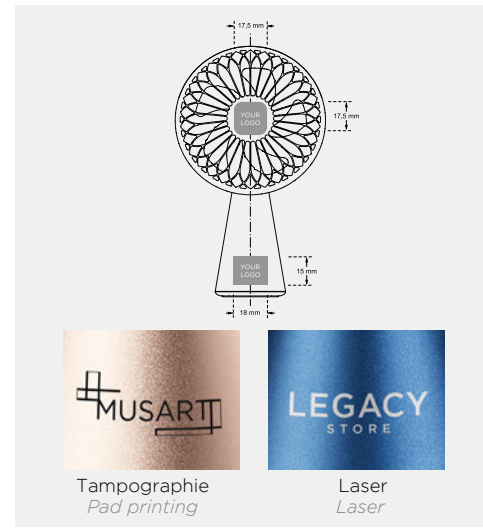 17,5 mm
YOUR
LOGO
17,5 mm
YOUR
LOGO
15 mm
18 mm
MUSART
LEGACY
STORE
Tampographie
Pad printing
Laser
Laser